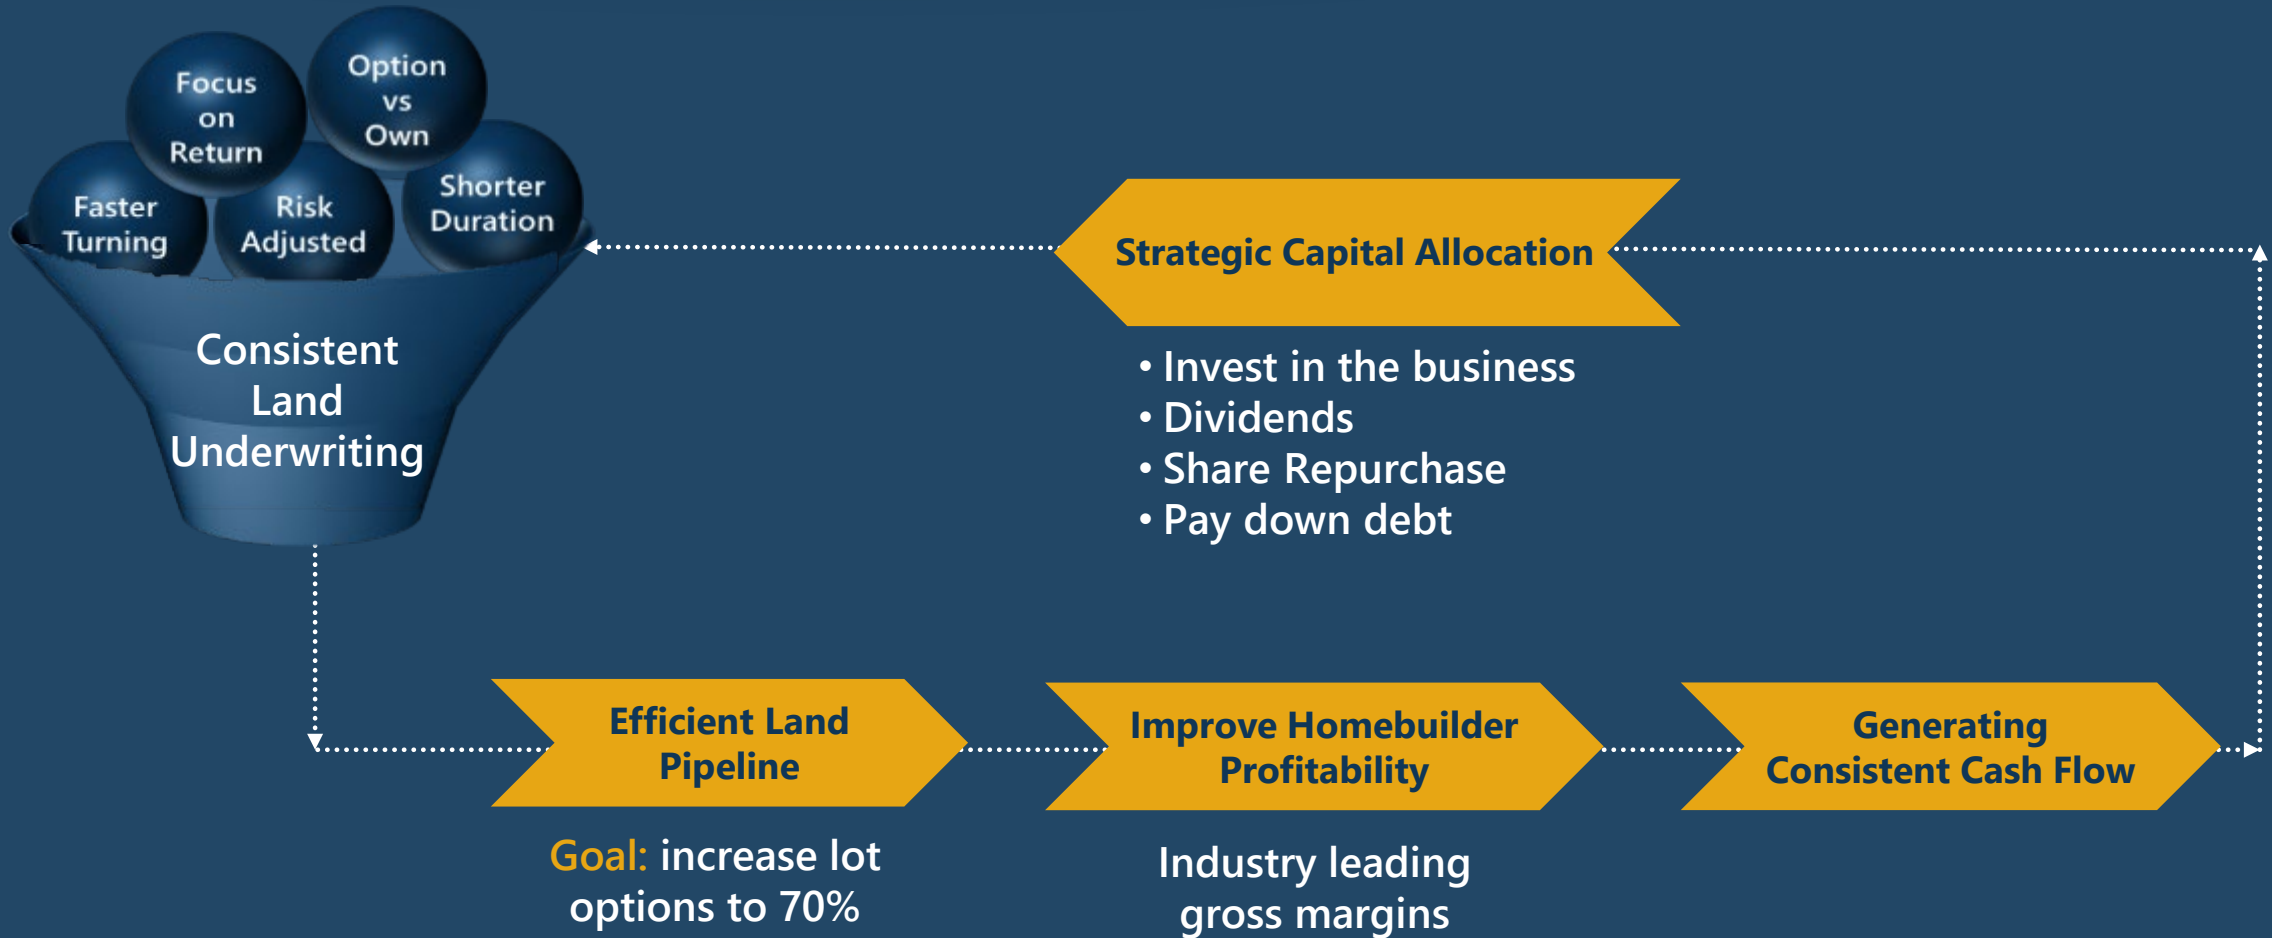 Focus
on
Return
Option
vs
Own
Faster
Turning
Risk
Adjusted
Shorter
Duration
Consistent
Land
Underwriting
Strategic Capital Allocation
• Invest in the business
• Dividends
• Share Repurchase
• Pay down debt
Efficient Land
Pipeline
Goal: increase lot
options to 70%
Improve Homebuilder
Profitability
Industry leading
gross margins
Generating
Consistent Cash Flow